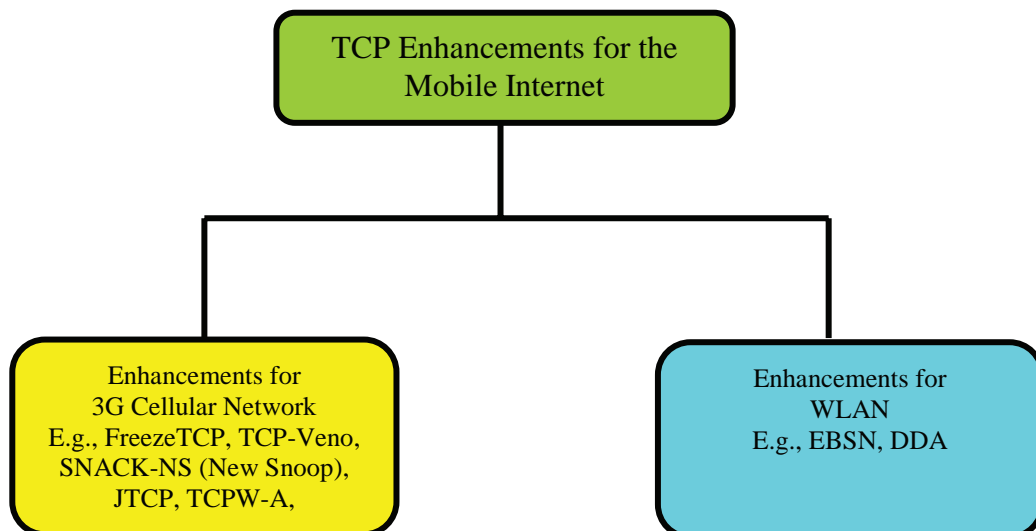 TCP Enhancements for the
Mobile Internet
Enhancements for
3G Cellular Network
E.g., FreezeTCP, TCP-Veno,
SNACK-NS (New Snoop),
JTCP, TCPW-A,
Enhancements for
WLAN
E.g., EBSN, DDA